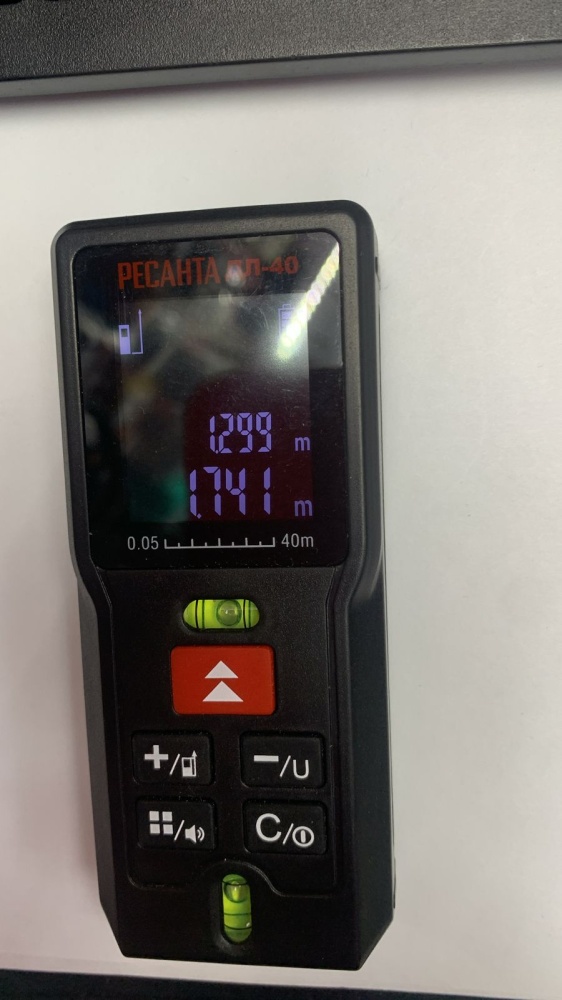 РЕСАНТА ДЛ-40
1.299 m
1.741 m
0.05 40m
+/
−/U
/
C/